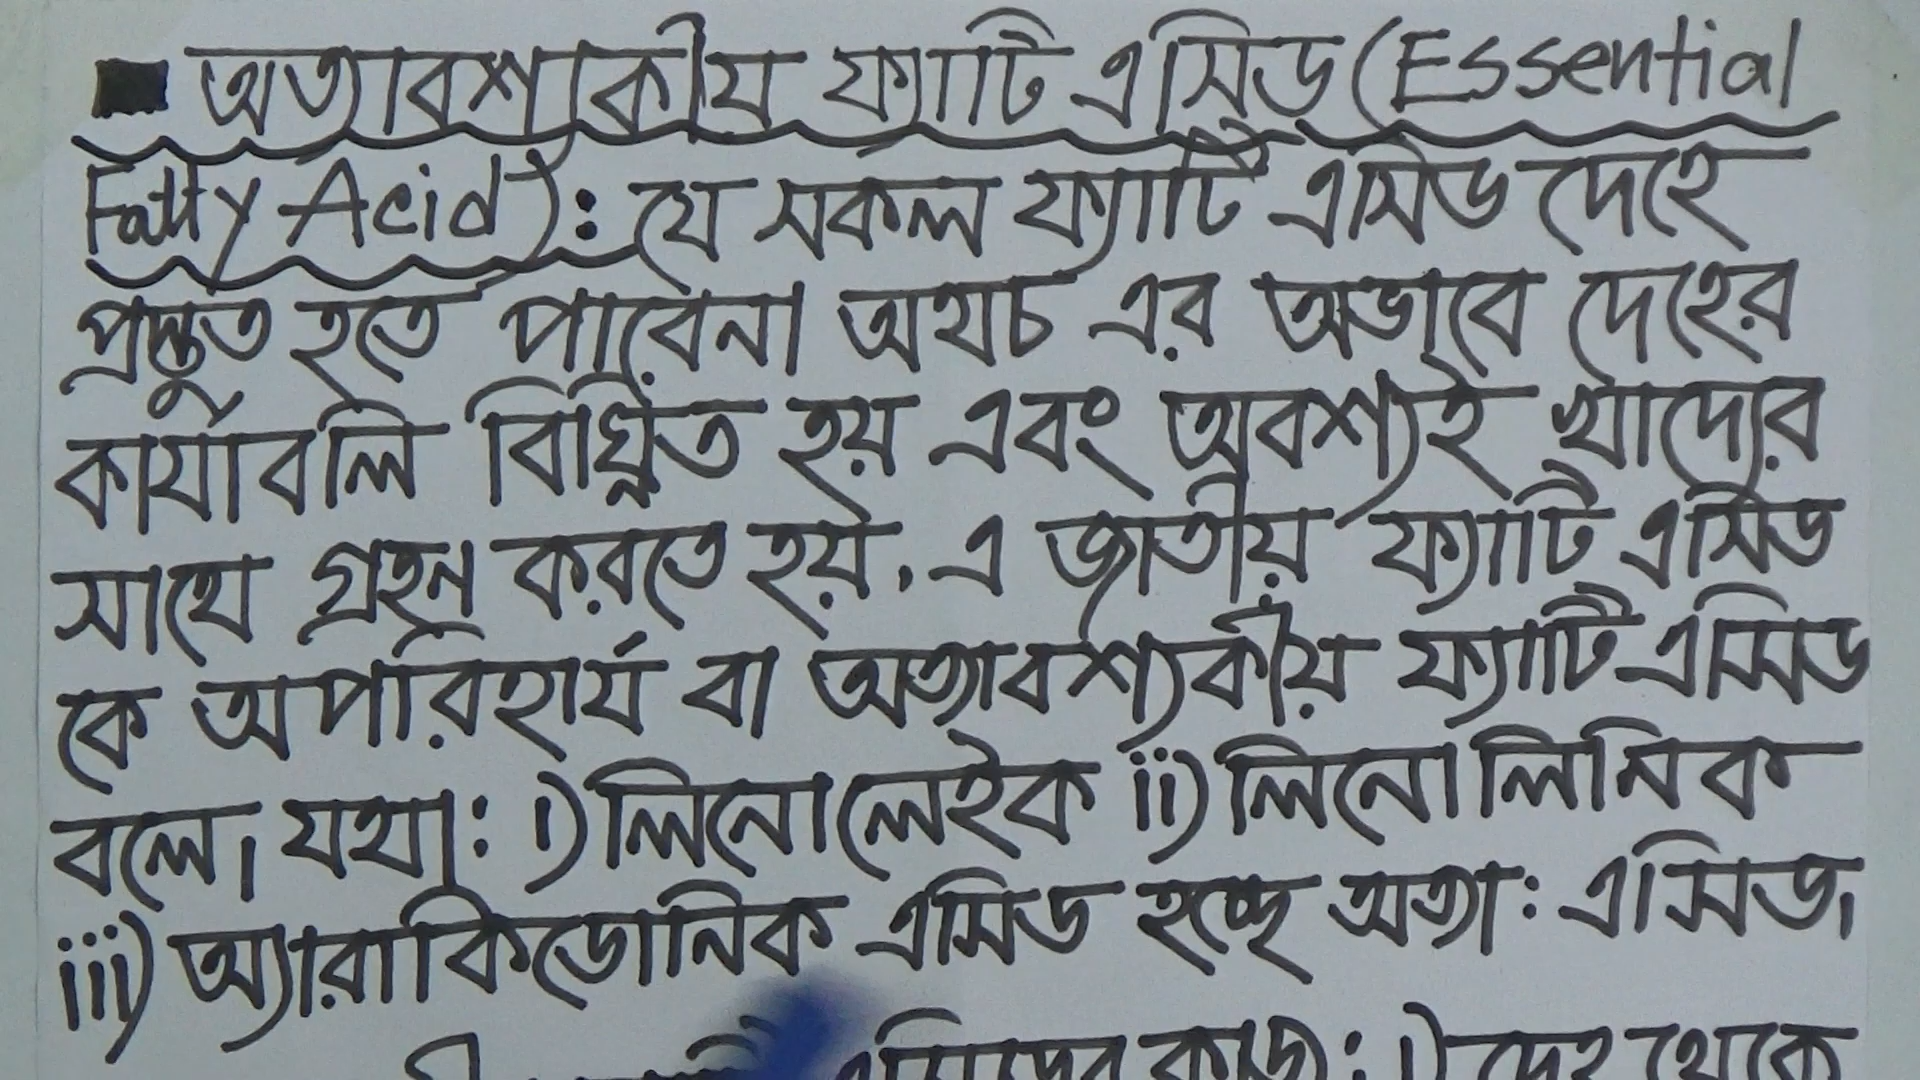 ■ অত্যাবশ্যকীয় ফ্যাটি এসিড (Essential
Fatty Acid): যে সকল ফ্যাটি এসিড দেহে
প্রস্তুত হতে পারেনা অথচ এর অভাবে দেহের
কার্যাবলি বিঘ্নিত হয় এবং অবশ্যই খাদ্যের
সাথে গ্রহন করতে হয়. এ জাতীয় ফ্যাটি এসিড
কে অপরিহার্য বা অত্যাবশ্যকীয় ফ্যাটি এসিড
বলে। যথা: i) লিনোলেইক ii) লিনোলিনিক
iii) অ্যারাকিডোনিক এসিড হচ্ছে অত্যা: এসিড।
এসিডের কাজ: i) দেহ থেকে